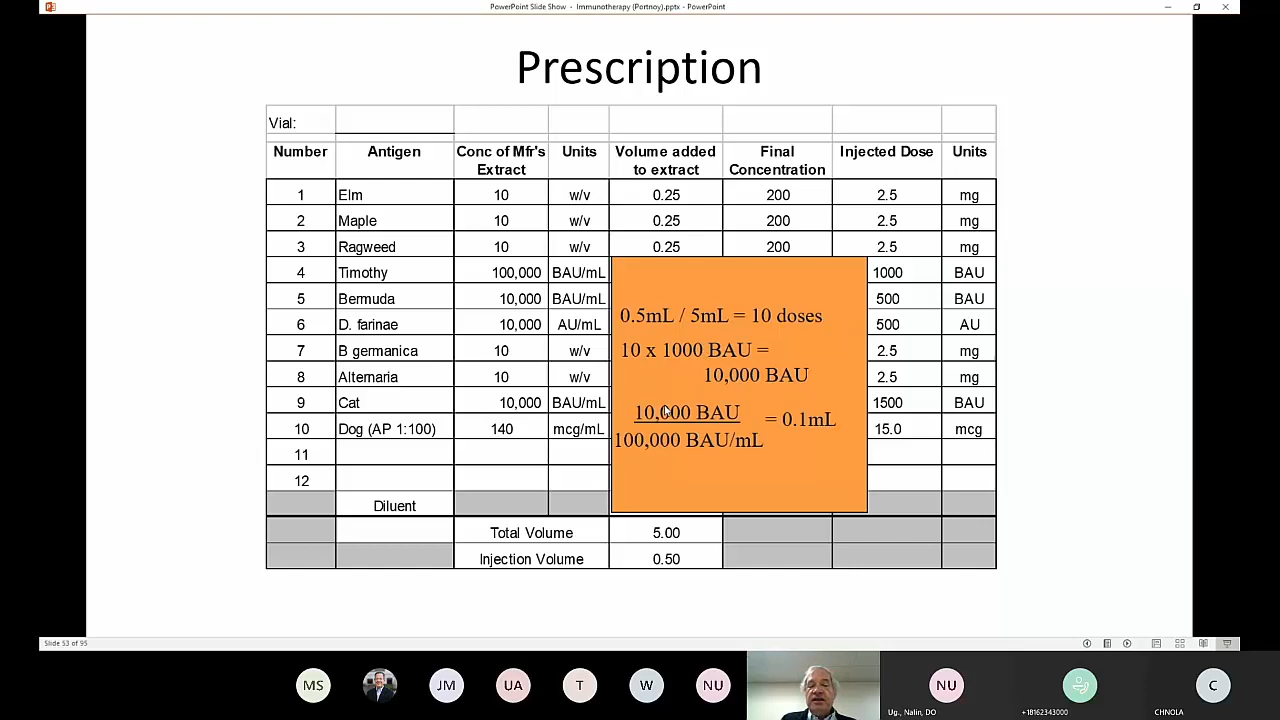 PowerPoint Slide Show - Immunotherapy (Portnoy).pptx - PowerPoint
Prescription
Vial:
Number Antigen Conc of Mfr's Extract Units Volume added to extract Final Concentration Injected Dose Units
1 Elm 10 w/v 0.25 200 2.5 mg
2 Maple 10 w/v 0.25 200 2.5 mg
3 Ragweed 10 w/v 0.25 200 2.5 mg
4 Timothy 100,000 BAU/mL 1000 BAU
5 Bermuda 10,000 BAU/mL 500 BAU
6 D. farinae 10,000 AU/mL 500 AU
7 B germanica 10 w/v 2.5 mg
8 Alternaria 10 w/v 2.5 mg
9 Cat 10,000 BAU/mL 1500 BAU
10 Dog (AP 1:100) 140 mcg/mL 15.0 mcg
11
12
Diluent
Total Volume 5.00
Injection Volume 0.50
0.5mL / 5mL = 10 doses
10 x 1000 BAU =
10,000 BAU
10,000 BAU
100,000 BAU/mL
= 0.1mL
Slide 53 of 95
MS JM UA T W NU NU C
Ug., Nalin, DO +18162343000 CHNOLA